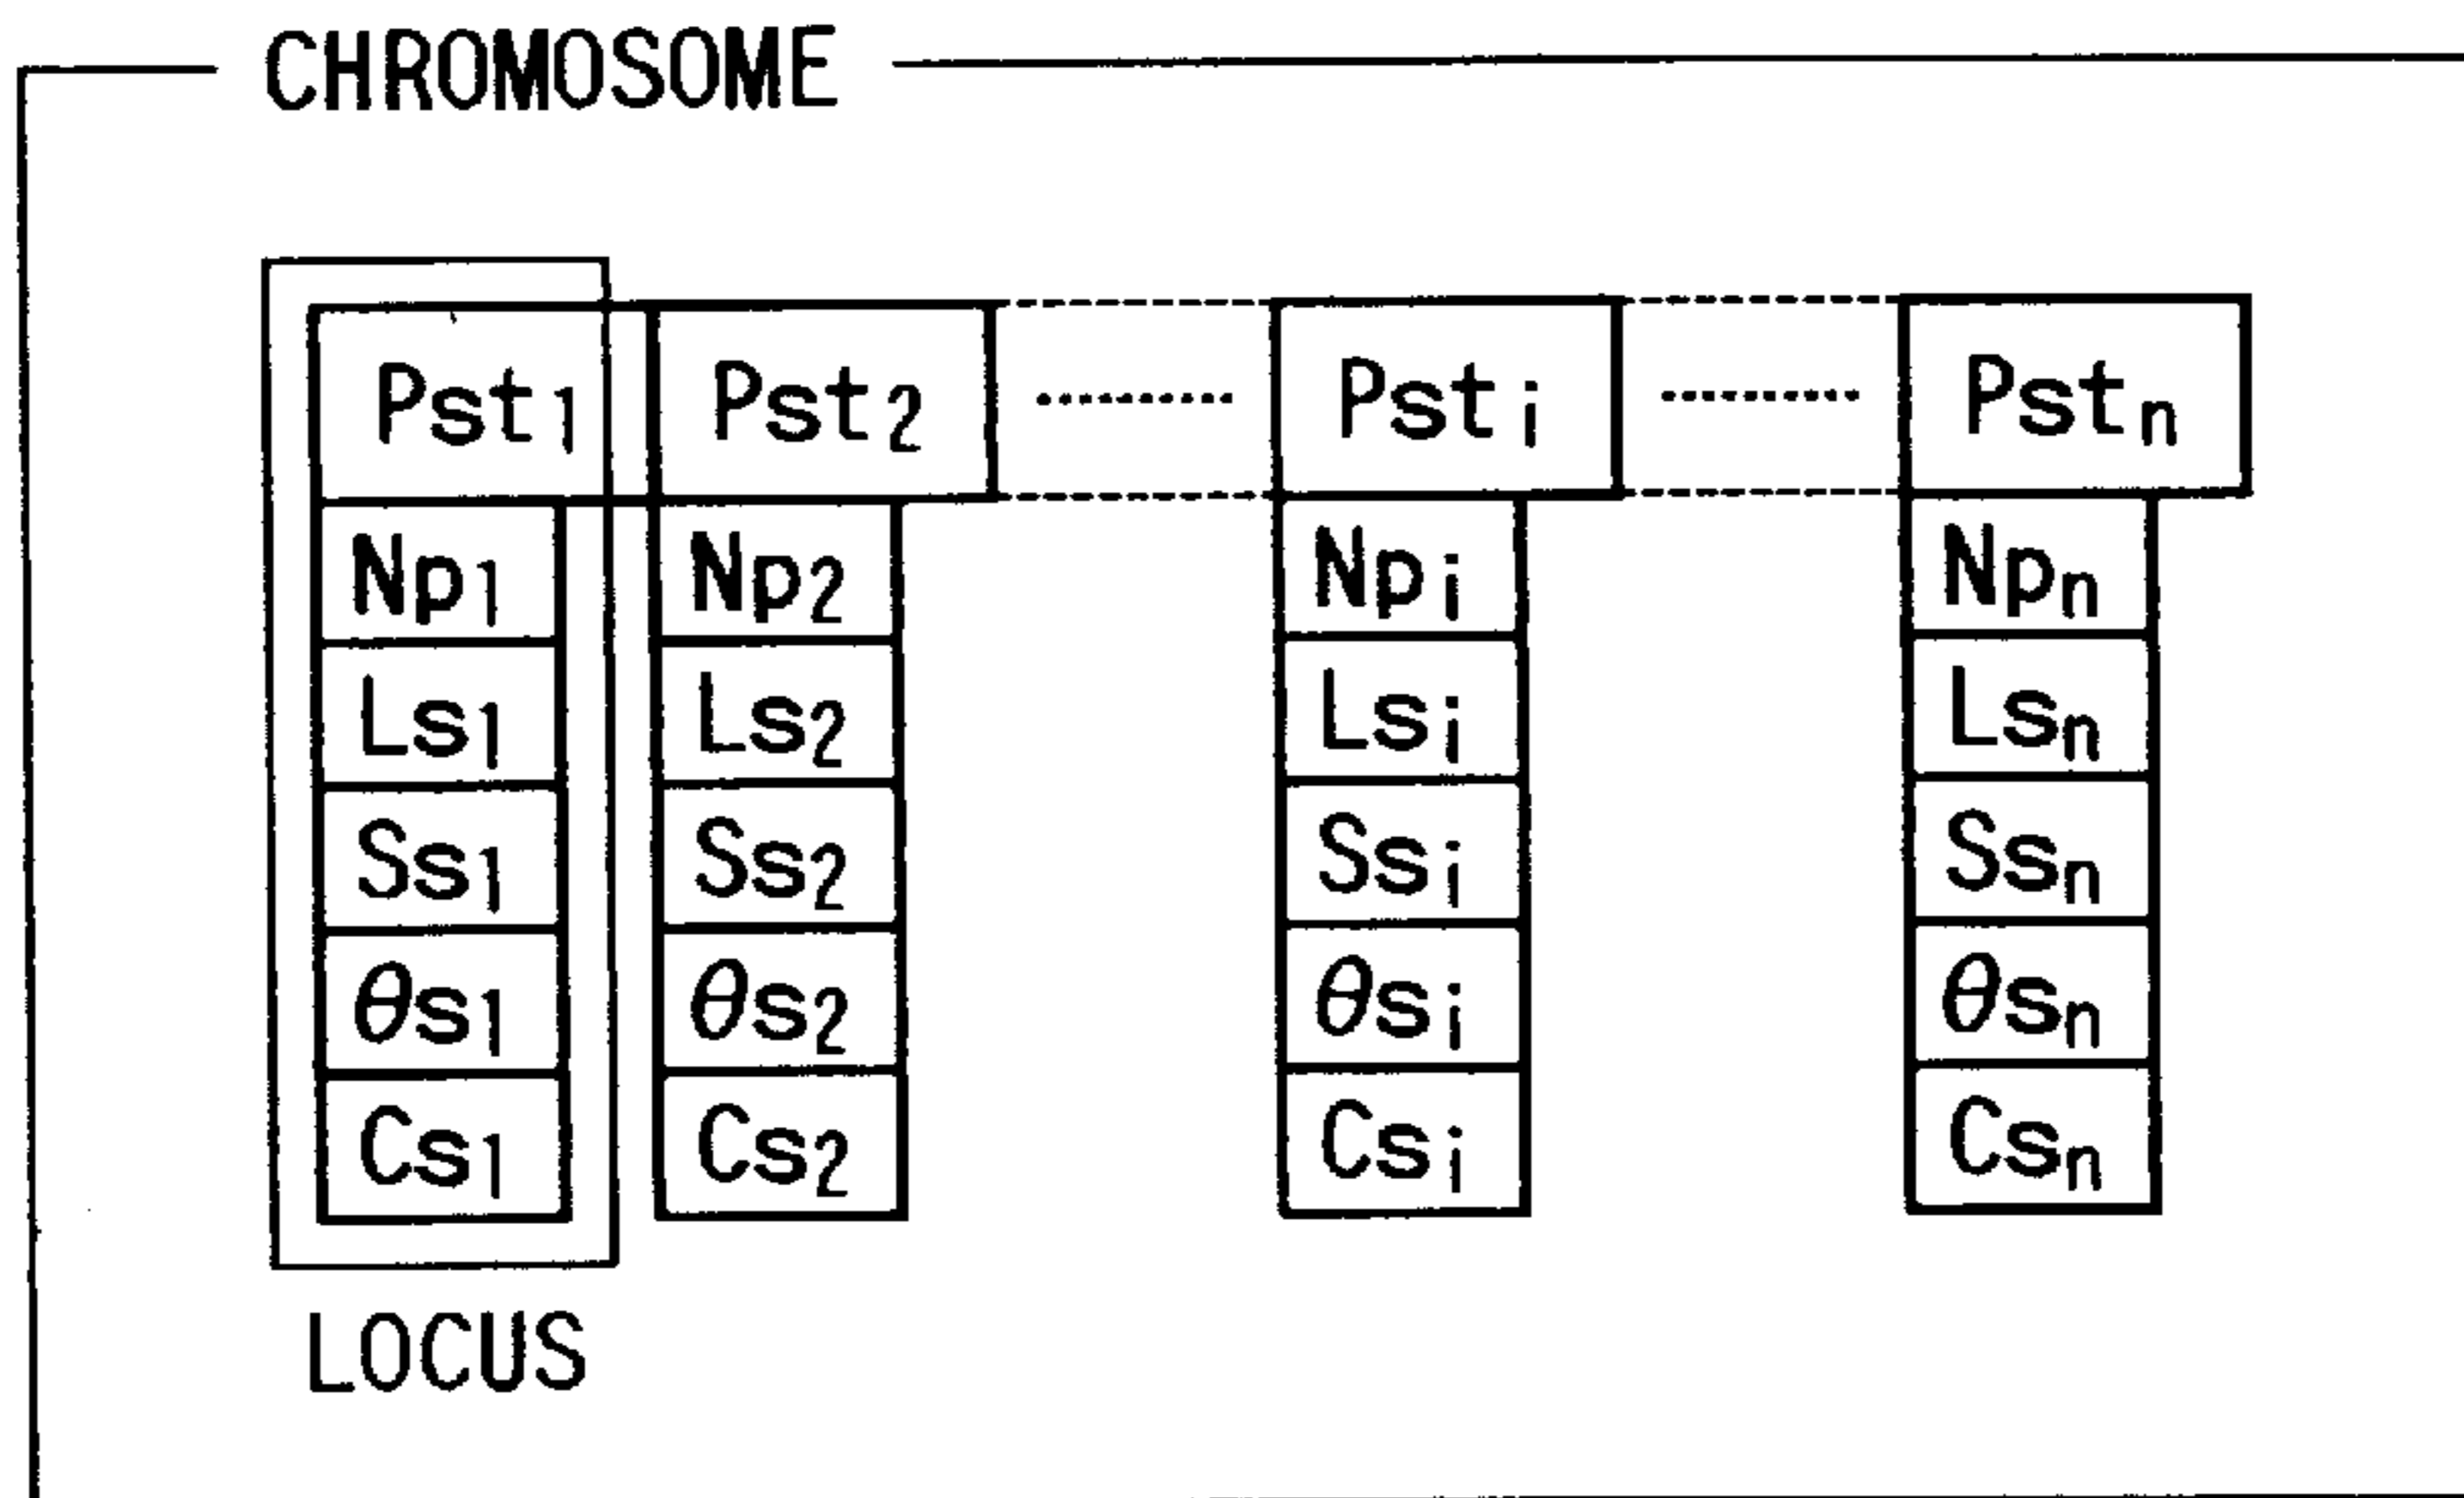 CHROMOSOME
Pst1 Pst2 ·········· Psti ·········· Pstn
Np1 Np2 Npi Npn
Ls1 Ls2 Lsi Lsn
Ss1 Ss2 Ssi Ssn
θs1 θs2 θsi θsn
Cs1 Cs2 Csi Csn
LOCUS